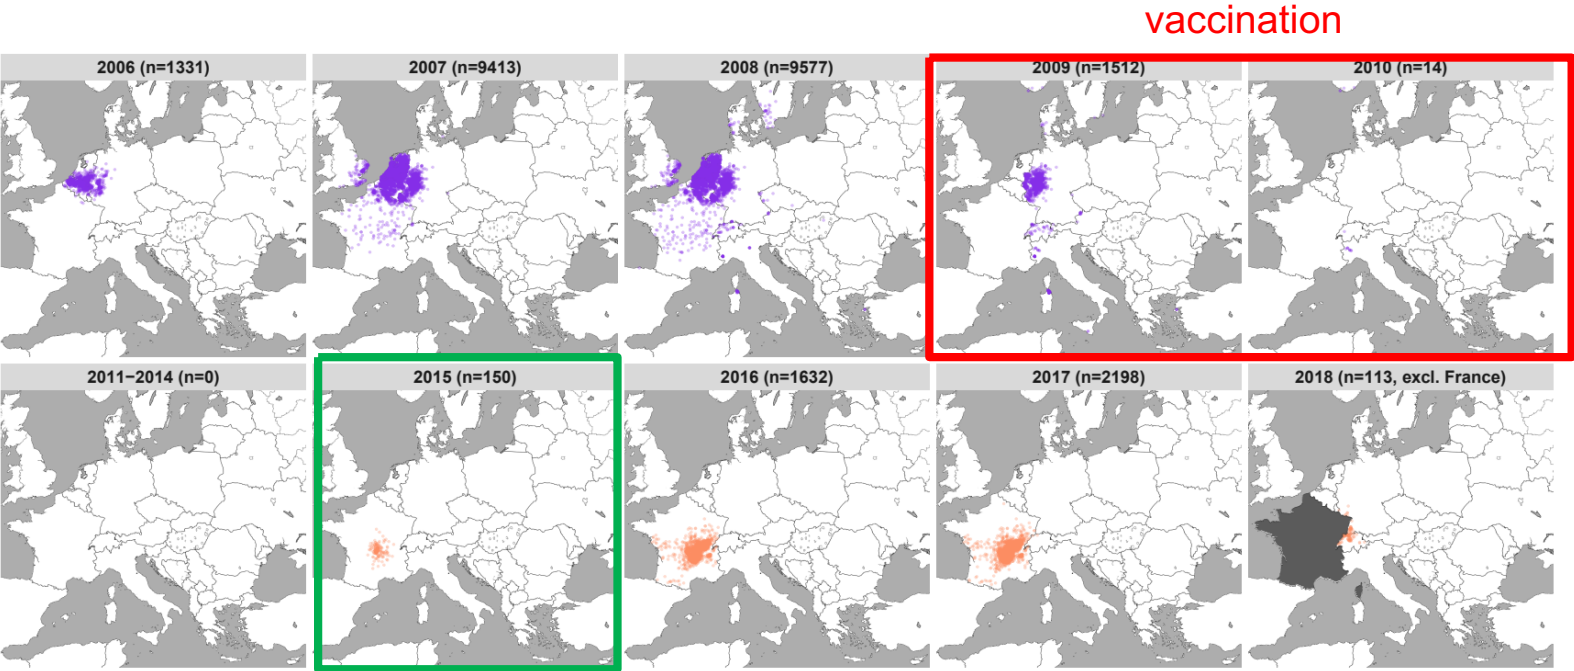 vaccination
2006 (n=1331)
2007 (n=9413)
2008 (n=9577)
2009 (n=1512)
2010 (n=14)
2011−2014 (n=0)
2015 (n=150)
2016 (n=1632)
2017 (n=2198)
2018 (n=113, excl. France)